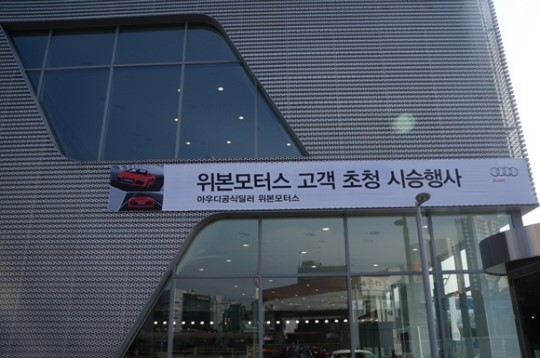 위본모터스 고객 초청 시승행사
아우디공식딜러 위본모터스
Audi